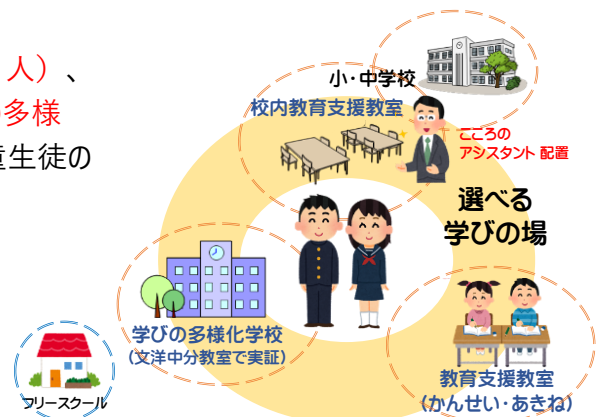 人）、
多様
童生徒の
小・中学校
校内教育支援教室
こころの
アシスタント 配置
選べる
学びの場
学びの多様化学校
（文洋中分教室で実証）
教育支援教室
（かんせい・あきね）
フリースクール